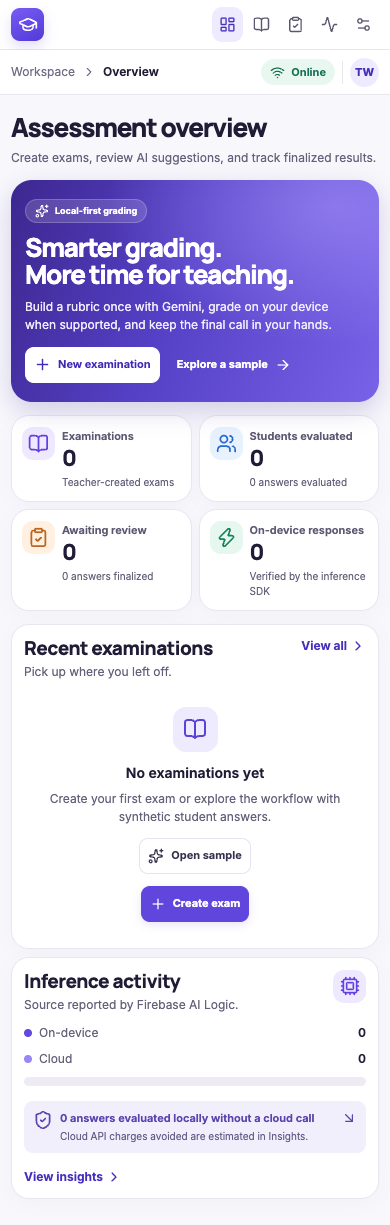 Workspace
Overview
Online
TW
Assessment overview
Create exams, review AI suggestions, and track finalized results.
Local-first grading
Smarter grading.
More time for teaching.
Build a rubric once with Gemini, grade on your device
when supported, and keep the final call in your hands.
New examination
Explore a sample
Examinations
0
Teacher-created exams
Students evaluated
0
0 answers evaluated
Awaiting review
0
0 answers finalized
On-device responses
0
Verified by the inference
SDK
Recent examinations
View all
Pick up where you left off.
No examinations yet
Create your first exam or explore the workflow with
synthetic student answers.
Open sample
Create exam
Inference activity
Source reported by Firebase AI Logic.
On-device 0
Cloud 0
0 answers evaluated locally without a cloud call
Cloud API charges avoided are estimated in Insights.
View insights